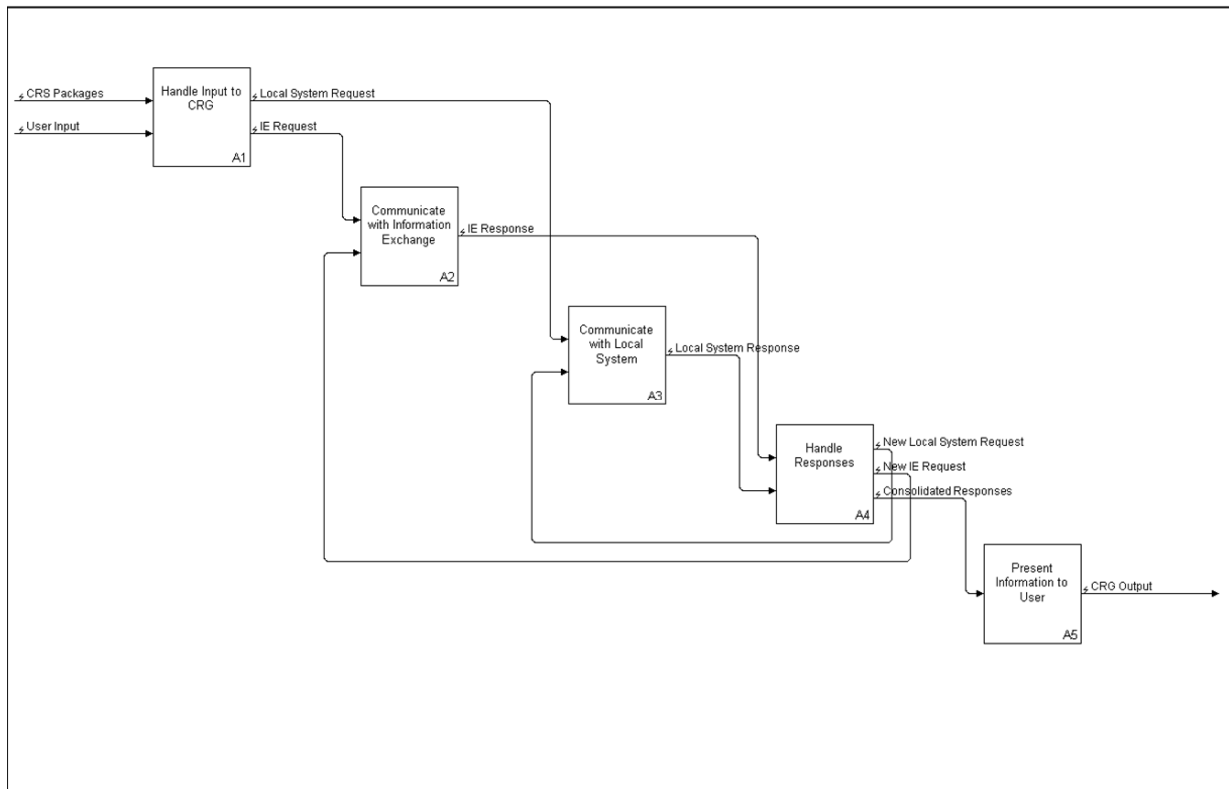 CRS Packages
User Input
Handle Input to
CRG
A1
Local System Request
IE Request
Communicate
with Information
Exchange
A2
IE Response
Communicate
with Local
System
A3
Local System Response
Handle
Responses
A4
New Local System Request
New IE Request
Consolidated Responses
Present
Information to
User
A5
CRG Output